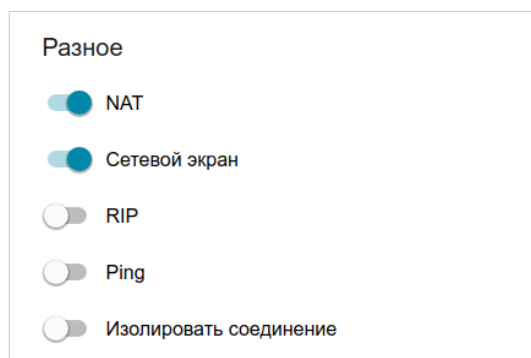 Разное
NAT
Сетевой экран
RIP
Ping
Изолировать соединение